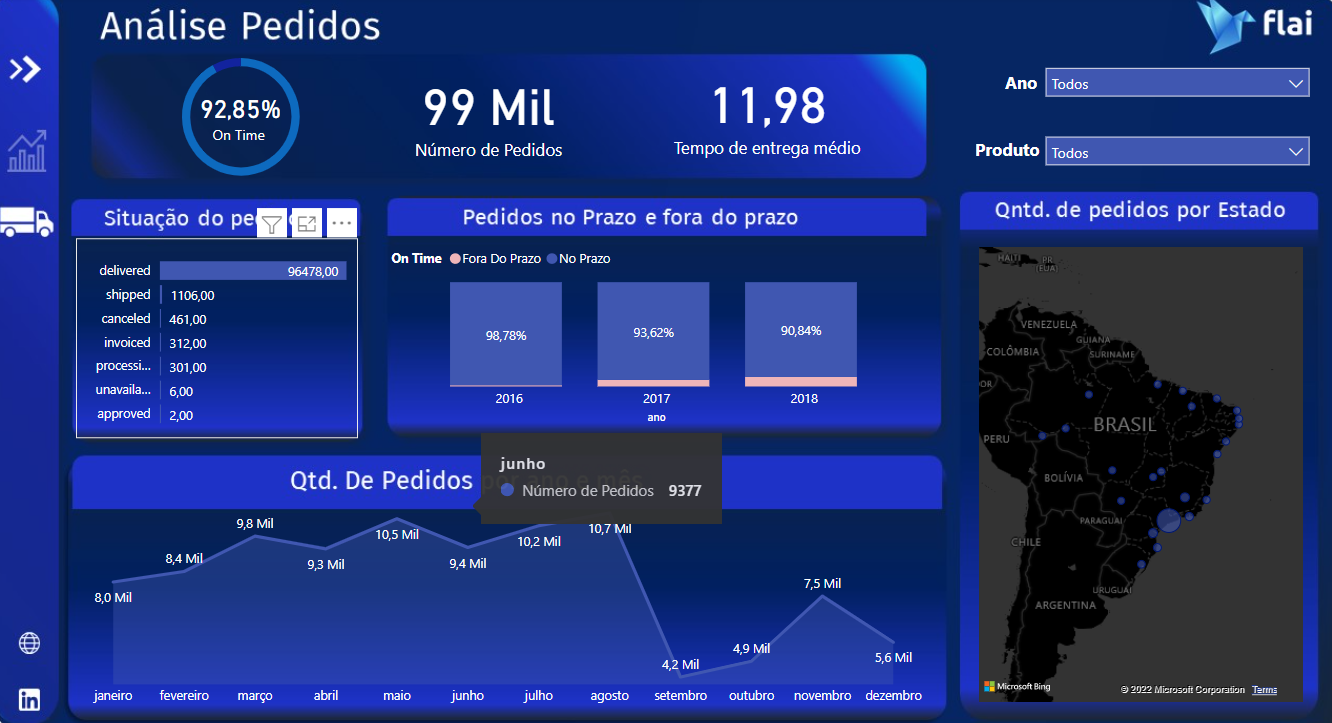 Análise Pedidos
flai
92,85%
On Time
99 Mil
Número de Pedidos
11,98
Tempo de entrega médio
Ano
Todos
Produto
Todos
Situação do pe
delivered 96478,00
shipped 1106,00
canceled 461,00
invoiced 312,00
processi... 301,00
unavaila... 6,00
approved 2,00
Pedidos no Prazo e fora do prazo
On Time Fora Do Prazo No Prazo
98,78%
93,62%
90,84%
2016
2017
2018
ano
Qntd. de pedidos por Estado
HAITI
PR
(EUA)
VENEZUELA
GUIANA
SURINAME
COLÔMBIA
OR
BRASIL
PERU
BOLÍVIA
PARAGUAI
CHILE
URUGUAI
ARGENTINA
Microsoft Bing
© 2022 Microsoft Corporation Terms
Qtd. De Pedidos por ano e mês
junho
Número de Pedidos 9377
8,0 Mil
8,4 Mil
9,8 Mil
9,3 Mil
10,5 Mil
9,4 Mil
10,2 Mil
10,7 Mil
4,2 Mil
4,9 Mil
7,5 Mil
5,6 Mil
janeiro fevereiro março abril maio junho julho agosto setembro outubro novembro dezembro